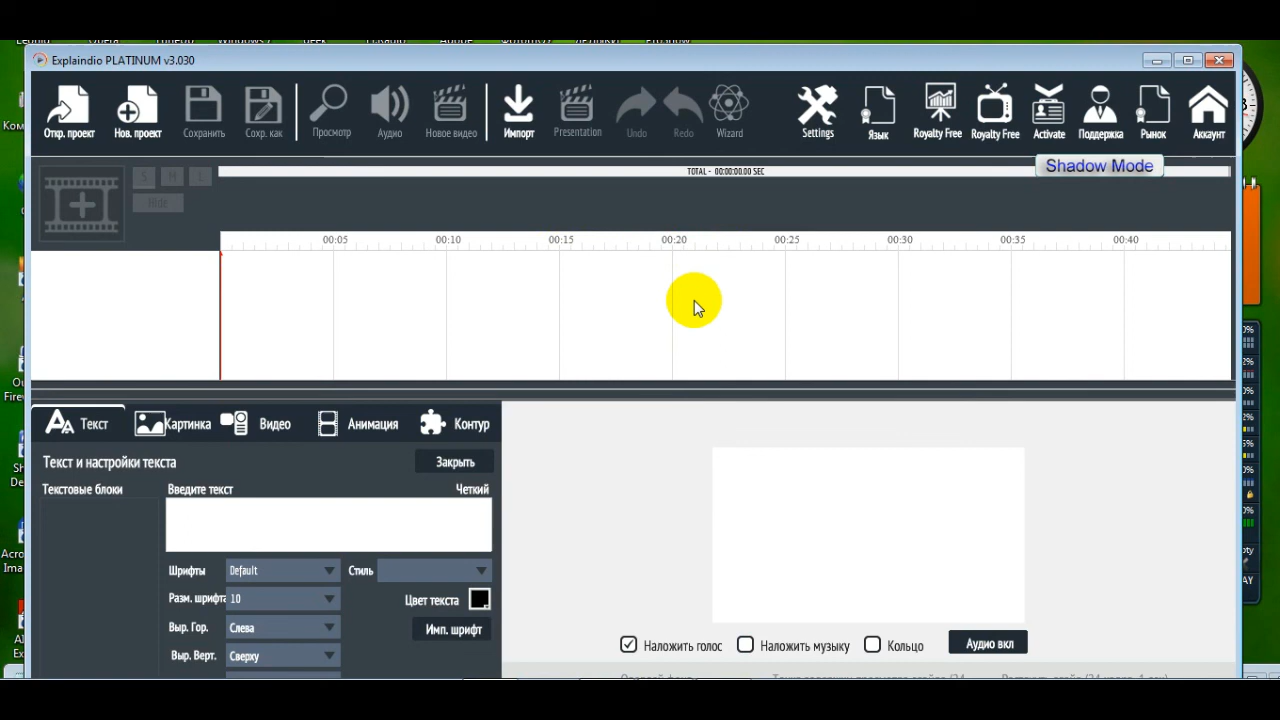 Explaindio PLATINUM v3.030
Откр. проект
Нов. проект
Сохранить
Сохр. как
Просмотр
Аудио
Новое видео
Импорт
Presentation
Undo
Redo
Wizard
Settings
Язык
Royalty Free
Royalty Free
Activate
Поддержка
Рынок
Аккаунт
Shadow Mode
TOTAL - 00:00:00.00 SEC
S M L
Hide
00:05 00:10 00:15 00:20 00:25 00:30 00:35 00:40
Текст
Картинка
Видео
Анимация
Контур
Текст и настройки текста
Закрыть
Текстовые блоки
Введите текст
Четкий
Шрифты
Default
Стиль
Разм. шрифта
10
Цвет текста
Выр. Гор.
Слева
Имп. шрифт
Выр. Верт.
Сверху
Наложить голос
Наложить музыку
Кольцо
Аудио вкл